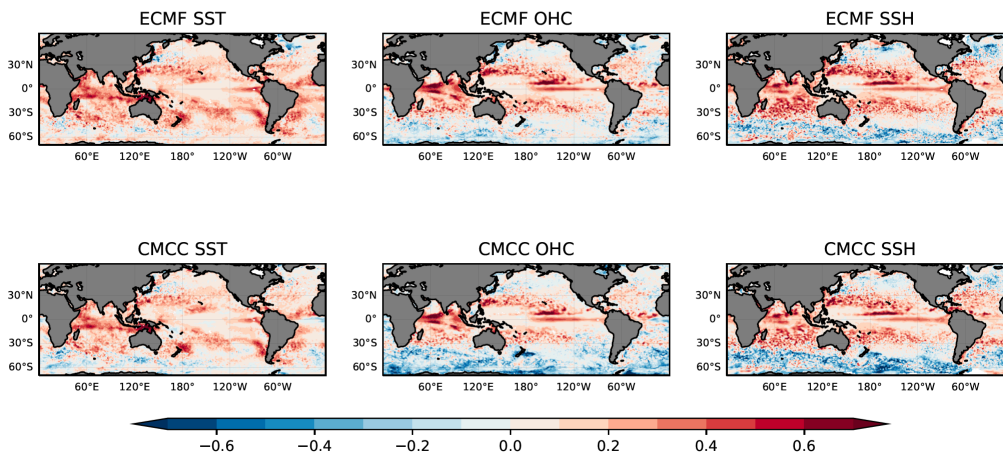 ECMF SST ECMF OHC ECMF SSH
30°N 30°N 30°N
0° 0° 0°
30°S 30°S 30°S
60°S 60°S 60°S
60°E 120°E 180° 120°W 60°W 60°E 120°E 180° 120°W 60°W 60°E 120°E 180° 120°W 60°W
CMCC SST CMCC OHC CMCC SSH
30°N 30°N 30°N
0° 0° 0°
30°S 30°S 30°S
60°S 60°S 60°S
60°E 120°E 180° 120°W 60°W 60°E 120°E 180° 120°W 60°W 60°E 120°E 180° 120°W 60°W
−0.6 −0.4 −0.2 0.0 0.2 0.4 0.6